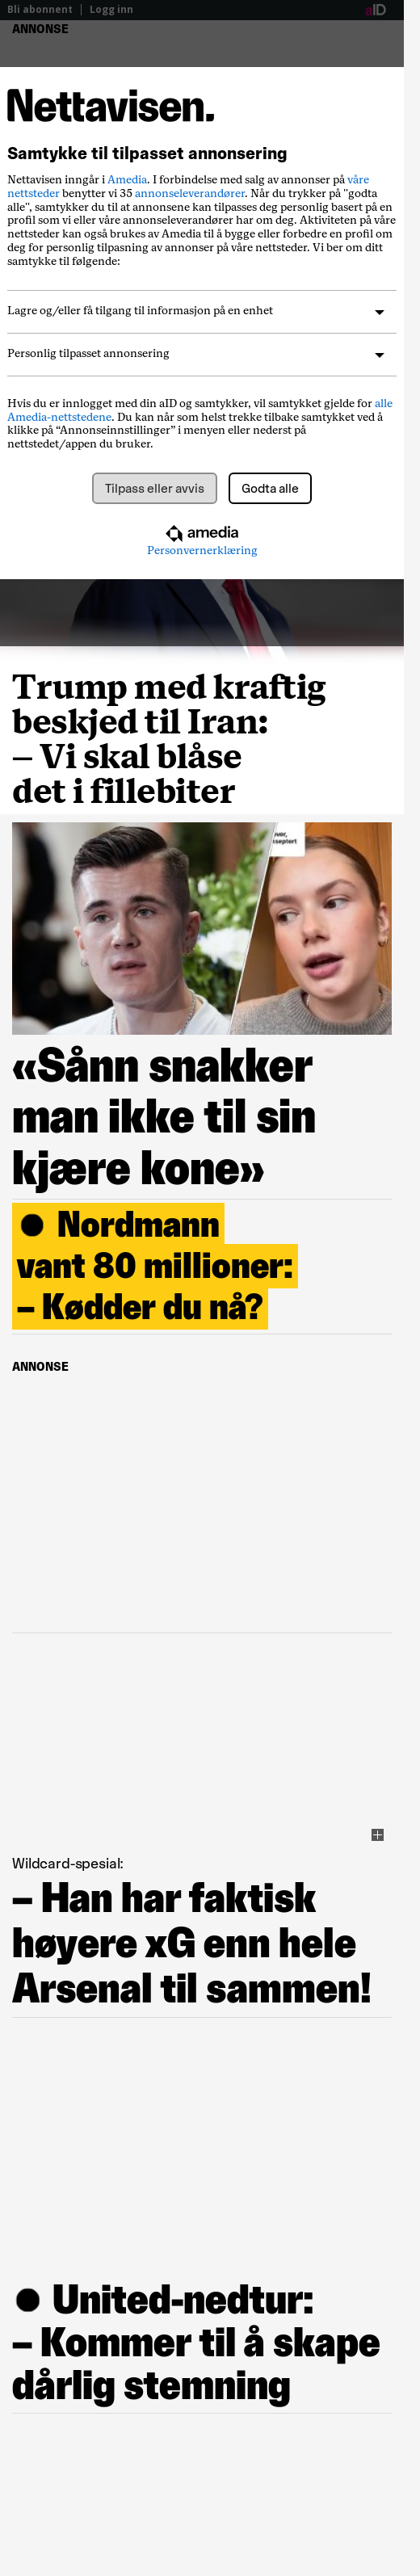 Bli abonnent | Logg inn aID
ANNONSE
Nettavisen.
Samtykke til tilpasset annonsering
Nettavisen inngår i Amedia. I forbindelse med salg av annonser på våre
nettsteder benytter vi 35 annonseleverandører. Når du trykker på "godta
alle", samtykker du til at annonsene kan tilpasses deg personlig basert på en
profil som vi eller våre annonseleverandører har om deg. Aktiviteten på våre
nettsteder kan også brukes av Amedia til å bygge eller forbedre en profil om
deg for personlig tilpasning av annonser på våre nettsteder. Vi ber om ditt
samtykke til følgende:
Lagre og/eller få tilgang til informasjon på en enhet
Personlig tilpasset annonsering
Hvis du er innlogget med din aID og samtykker, vil samtykket gjelde for alle
Amedia-nettstedene. Du kan når som helst trekke tilbake samtykket ved å
klikke på “Annonseinnstillinger” i menyen eller nederst på
nettstedet/appen du bruker.
Tilpass eller avvis Godta alle
amedia
Personvernerklæring
Trump med kraftig
beskjed til Iran:
– Vi skal blåse
det i fillebiter
«Sånn snakker
man ikke til sin
kjære kone»
Nordmann
vant 80 millioner:
– Kødder du nå?
ANNONSE
Wildcard-spesial:
– Han har faktisk
høyere xG enn hele
Arsenal til sammen!
United-nedtur:
– Kommer til å skape
dårlig stemning